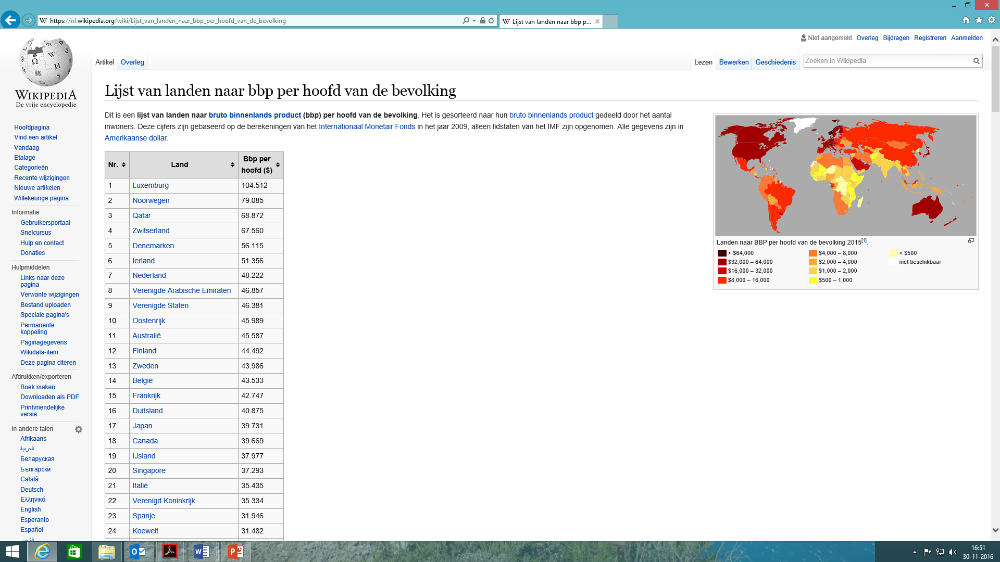 https://nl.wikipedia.org/wiki/Lijst_van_landen_naar_bbp_per_hoofd_van_de_bevolking
Lijst van landen naar bbp p...
Niet aangemeld Overleg Bijdragen Registreren Aanmelden
Artikel Overleg
Lezen Bewerken Geschiedenis Zoeken in Wikipedia
WIKIPEDIA
De vrije encyclopedie
Hoofdpagina
Vind een artikel
Vandaag
Etalage
Categorieën
Recente wijzigingen
Nieuwe artikelen
Willekeurige pagina
Informatie
Gebruikersportaal
Snelcursus
Hulp en contact
Donaties
Hulpmiddelen
Links naar deze
pagina
Verwante wijzigingen
Bestand uploaden
Speciale pagina's
Permanente
koppeling
Paginagegevens
Wikidata-item
Deze pagina citeren
Afdrukken/exporteren
Boek maken
Downloaden als PDF
Printvriendelijke
versie
In andere talen
Afrikaans
العربية
Беларуская
Български
Català
Deutsch
Ελληνικά
English
Esperanto
Español
Lijst van landen naar bbp per hoofd van de bevolking
Dit is een lijst van landen naar bruto binnenlands product (bbp) per hoofd van de bevolking. Het is gesorteerd naar hun bruto binnenlands product gedeeld door het aantal
inwoners. Deze cijfers zijn gebaseerd op de berekeningen van het Internationaal Monetair Fonds in het jaar 2009, alleen lidstaten van het IMF zijn opgenomen. Alle gegevens zijn in
Amerikaanse dollar.
Nr. Land Bbp per
hoofd ($)
1 Luxemburg 104.512
2 Noorwegen 79.085
3 Qatar 68.872
4 Zwitserland 67.560
5 Denemarken 56.115
6 Ierland 51.356
7 Nederland 48.222
8 Verenigde Arabische Emiraten 46.857
9 Verenigde Staten 46.381
10 Oostenrijk 45.989
11 Australië 45.587
12 Finland 44.492
13 Zweden 43.986
14 België 43.533
15 Frankrijk 42.747
16 Duitsland 40.875
17 Japan 39.731
18 Canada 39.669
19 IJsland 37.977
20 Singapore 37.293
21 Italië 35.435
22 Verenigd Koninkrijk 35.334
23 Spanje 31.946
24 Koeweit 31.482
Landen naar BBP per hoofd van de bevolking 2015[1].
> $64,000 $4,000 – 8,000 < $500
$32,000 – 64,000 $2,000 – 4,000 niet beschikbaar
$16,000 – 32,000 $1,000 – 2,000
$8,000 – 16,000 $500 – 1,000
16:51
30-11-2016